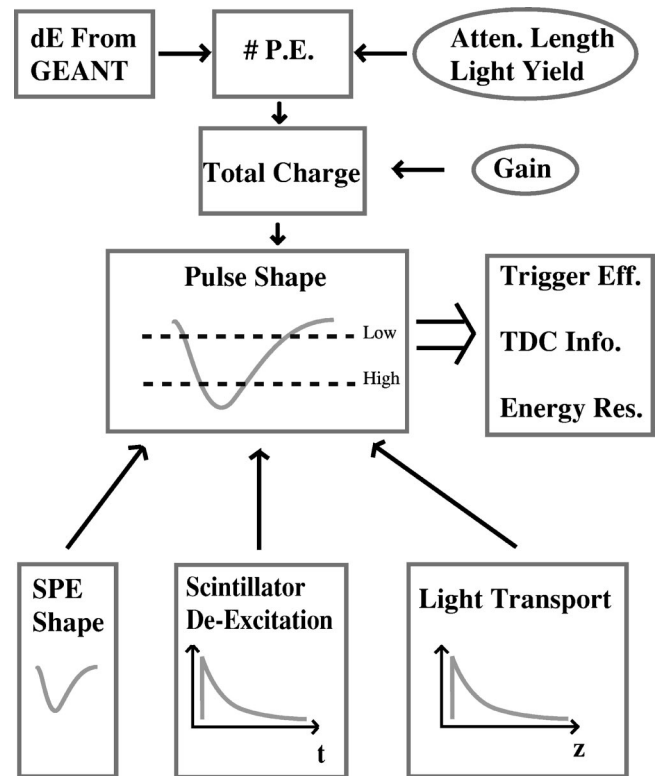 dE From
GEANT
# P.E.
Atten. Length
Light Yield
Total Charge
Gain
Pulse Shape
Low
High
Trigger Eff.
TDC Info.
Energy Res.
SPE
Shape
Scintillator
De-Excitation
t
Light Transport
z